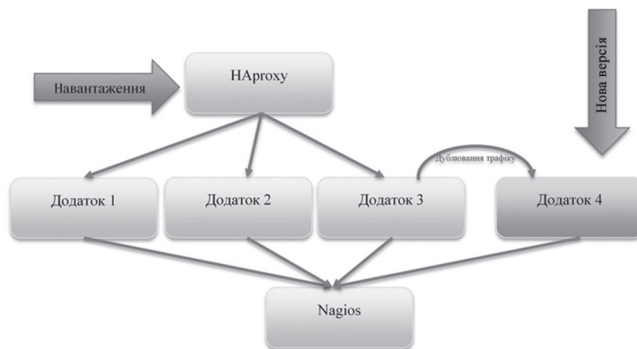 HAproxy
Навантаження
Нова версія
Дублювання трафіку
Додаток 1
Додаток 2
Додаток 3
Додаток 4
Nagios